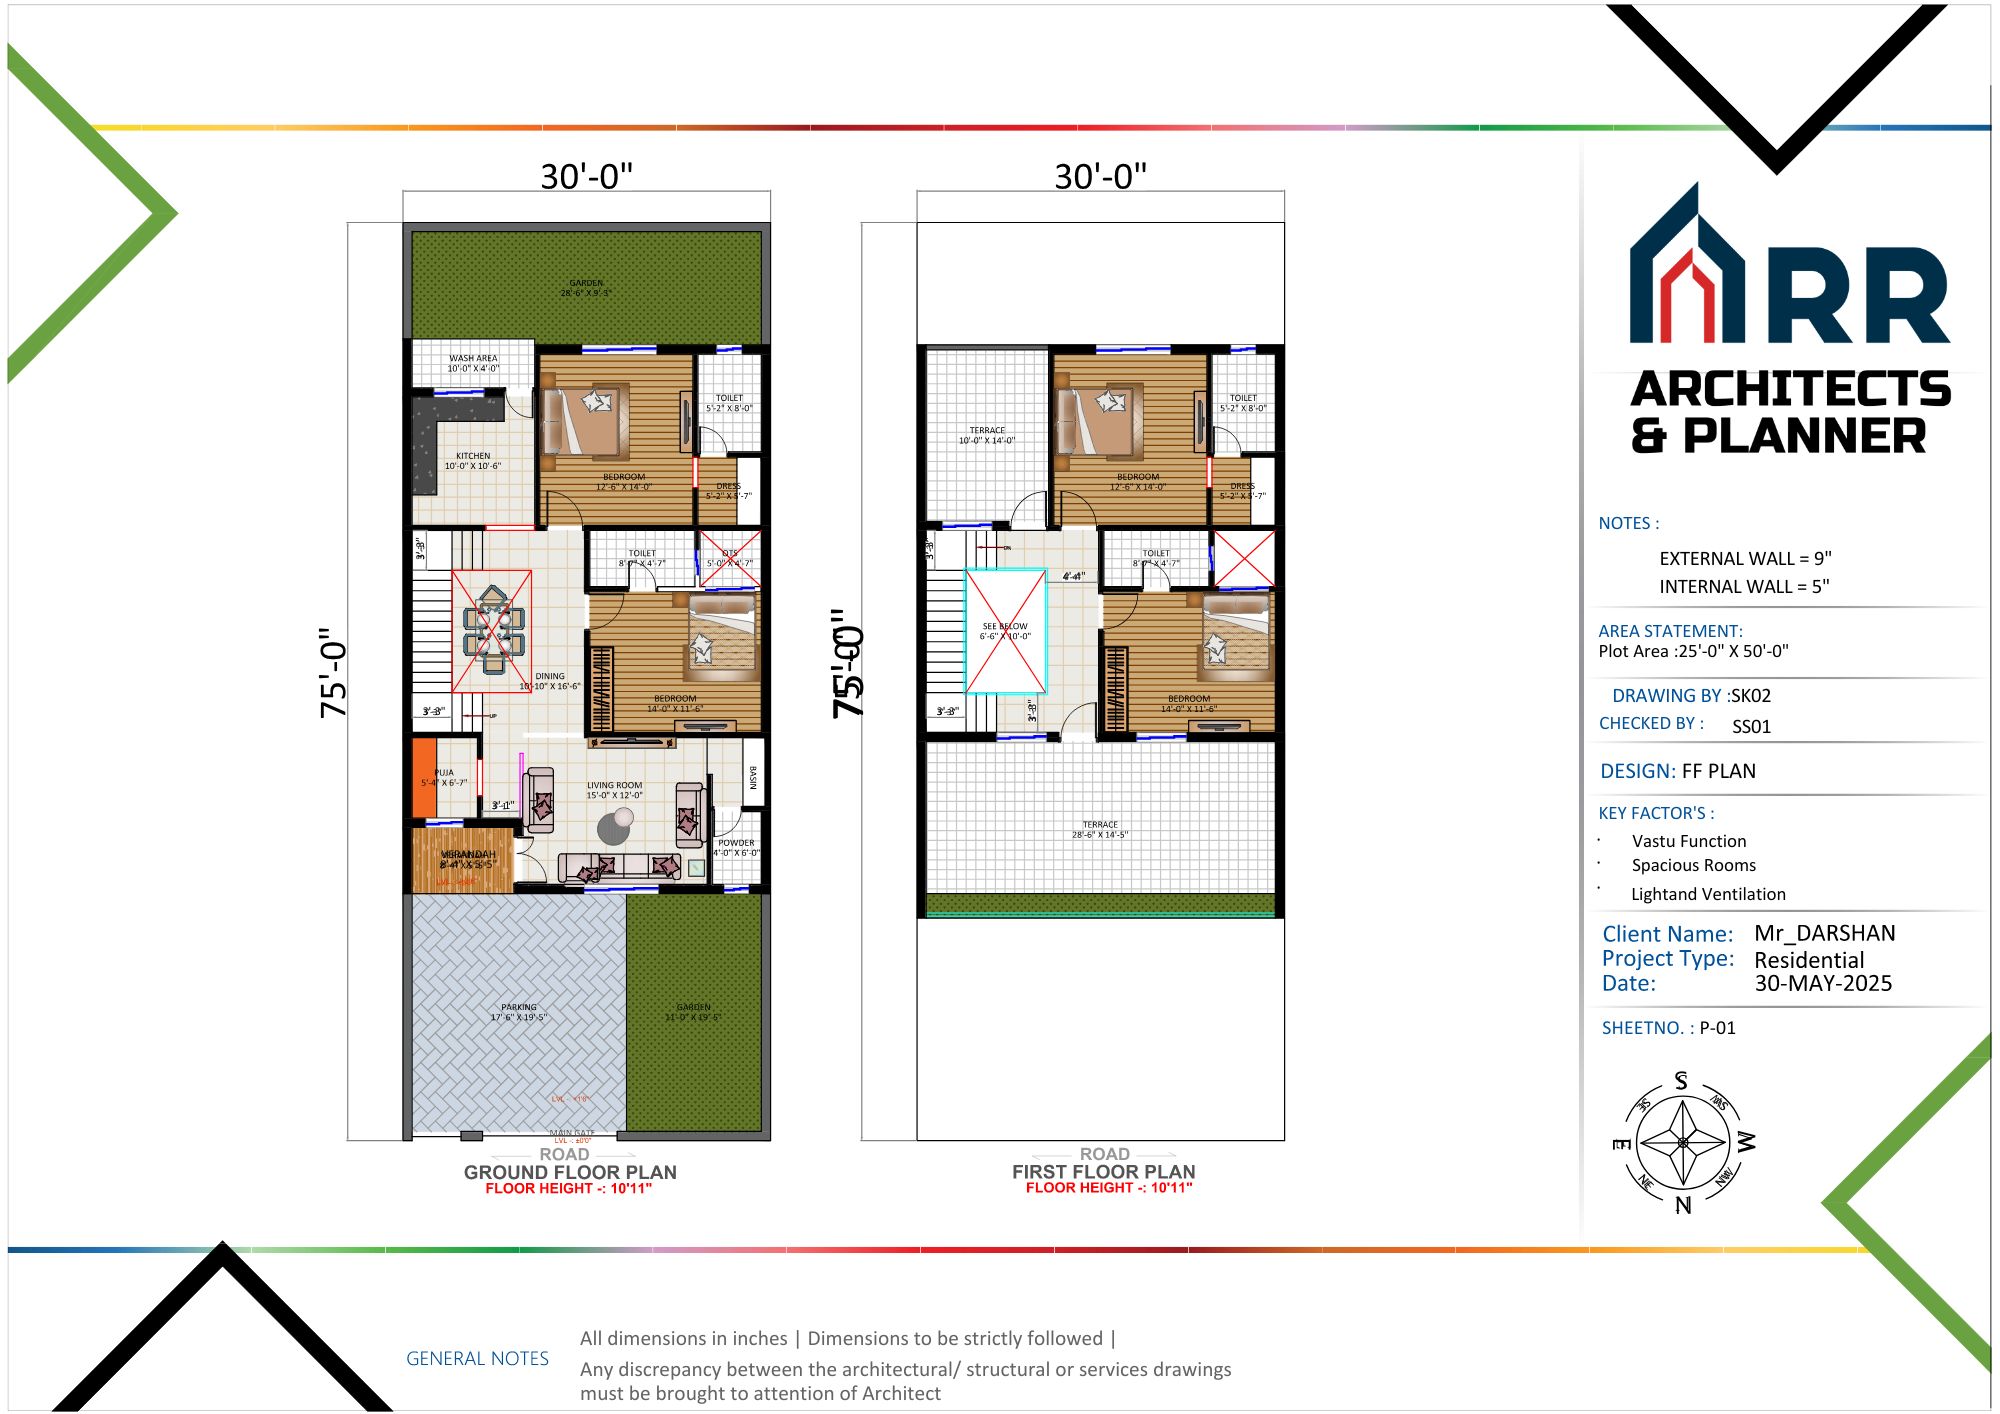 30'-0"
75'-0"
GARDEN
28'-6" X 9'-3"
WASH AREA
10'-0" X 4'-0"
TOILET
5'-2" X 8'-0"
KITCHEN
10'-0" X 10'-6"
BEDROOM
12'-6" X 14'-0"
DRESS
5'-2" X 5'-7"
3'-3"
TOILET
8'-7" X 4'-7"
OTS
5'-0" X 4'-7"
DINING
10'-10" X 16'-6"
BEDROOM
14'-0" X 11'-6"
3'-3"
UP
PUJA
5'-4" X 6'-7"
LIVING ROOM
15'-0" X 12'-0"
BASIN
3'-1"
POWDER
4'-0" X 6'-0"
VERANDAH
PARKING
17'-6" X 19'-5"
GARDEN
11'-0" X 19'-5"
LVL -: +1'6"
MAIN GATE
LVL -: ±0'0"
ROAD
GROUND FLOOR PLAN
FLOOR HEIGHT -: 10'11"
30'-0"
TERRACE
10'-0" X 14'-0"
BEDROOM
12'-6" X 14'-0"
TOILET
5'-2" X 8'-0"
DRESS
5'-2" X 5'-7"
3'-3"
DN
4'-4"
TOILET
8'-7" X 4'-7"
SEE BELOW
6'-6" X 10'-0"
BEDROOM
14'-0" X 11'-6"
3'-3"
3'-8"
TERRACE
28'-6" X 14'-5"
ROAD
FIRST FLOOR PLAN
FLOOR HEIGHT -: 10'11"
RR
ARCHITECTS
& PLANNER
NOTES :
EXTERNAL WALL = 9"
INTERNAL WALL = 5"
AREA STATEMENT:
Plot Area :25'-0" X 50'-0"
DRAWING BY :SK02
CHECKED BY : SS01
DESIGN: FF PLAN
KEY FACTOR'S :
· Vastu Function
· Spacious Rooms
· Lightand Ventilation
Client Name: Mr_DARSHAN
Project Type: Residential
Date: 30-MAY-2025
SHEETNO. : P-01
S
SE SW
E W
NE NW
N
GENERAL NOTES
All dimensions in inches | Dimensions to be strictly followed |
Any discrepancy between the architectural/ structural or services drawings
must be brought to attention of Architect